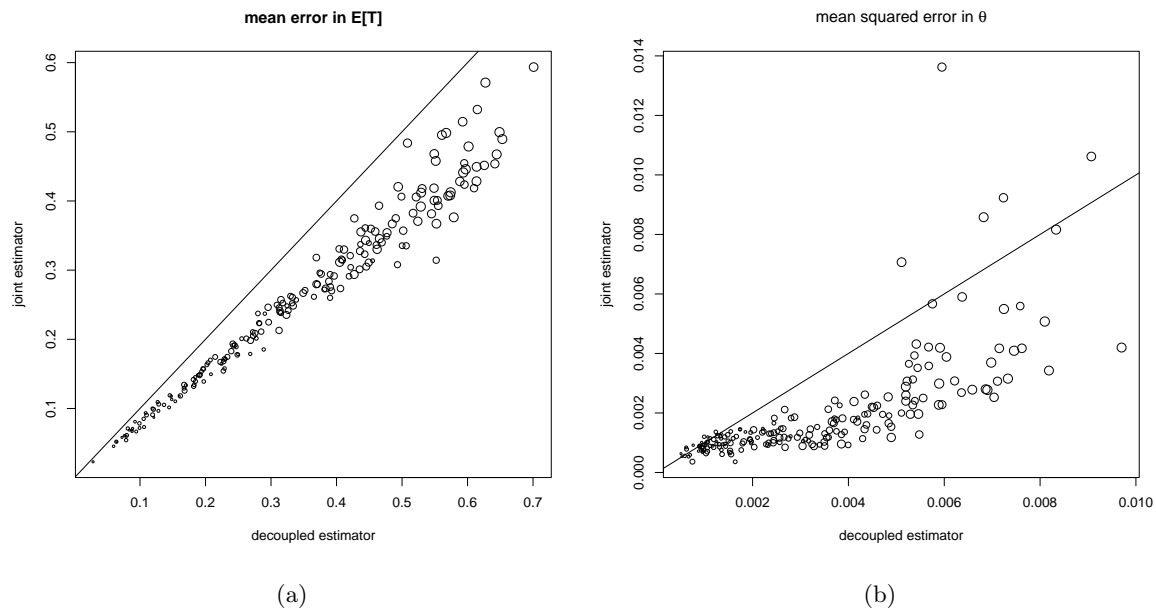 mean error in E[T]
0.6
0.5
0.4
0.3
0.2
0.1
joint estimator
0.1 0.2 0.3 0.4 0.5 0.6 0.7
decoupled estimator
(a)
mean squared error in θ
0.014
0.012
0.010
0.008
0.006
0.004
0.002
0.000
joint estimator
0.002 0.004 0.006 0.008 0.010
decoupled estimator
(b)